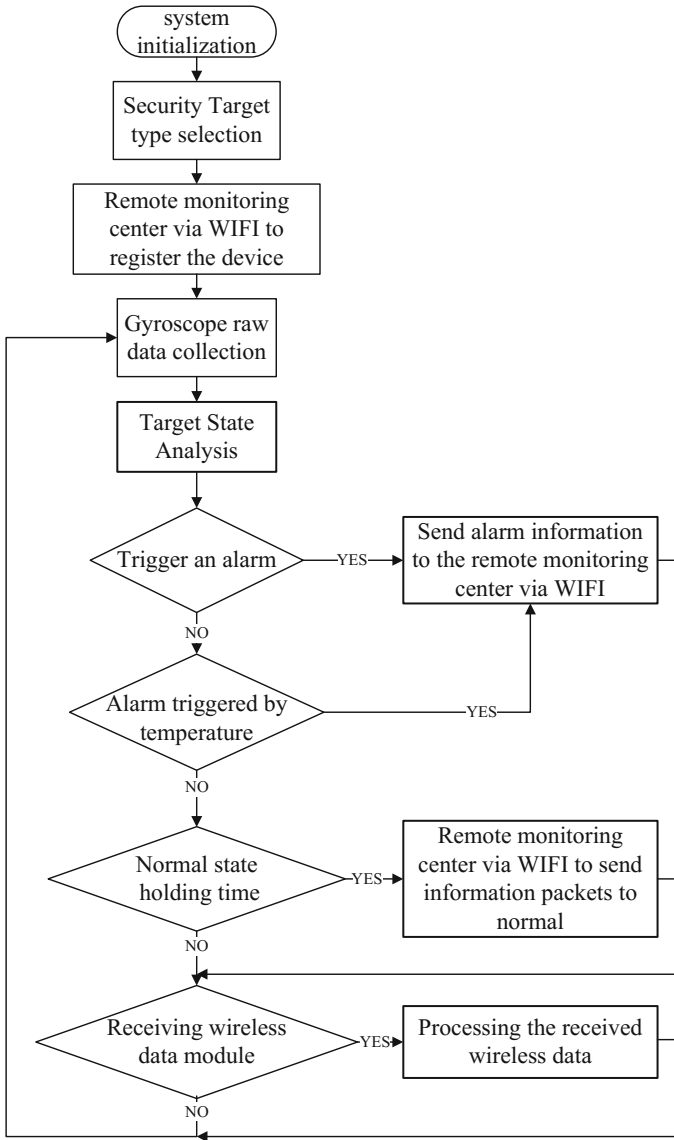 system
initialization
Security Target
type selection
Remote monitoring
center via WIFI to
register the device
Gyroscope raw
data collection
Target State
Analysis
Trigger an alarm
YES
Send alarm information
to the remote monitoring
center via WIFI
NO
Alarm triggered by
temperature
YES
NO
Normal state
holding time
YES
Remote monitoring
center via WIFI to send
information packets to
normal
NO
Receiving wireless
data module
YES
Processing the received
wireless data
NO